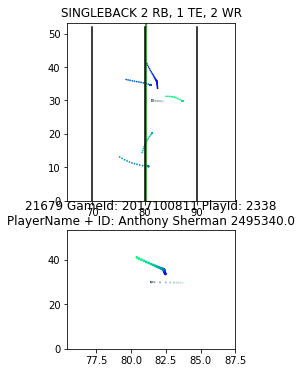 SINGLEBACK 2 RB, 1 TE, 2 WR
50
40
30
20
10
0
70 80 90
21679 GameId: 2017100811 PlayId: 2338
PlayerName + ID: Anthony Sherman 2495340.0
40
20
0
77.5 80.0 82.5 85.0 87.5